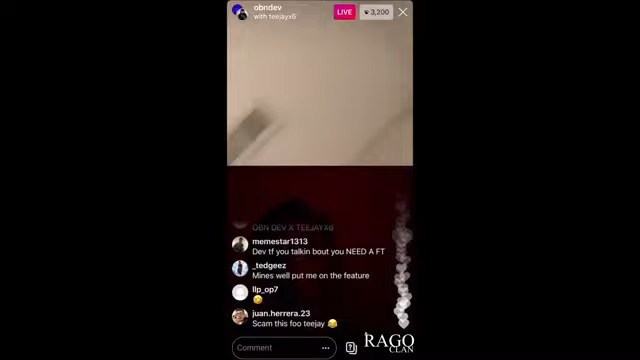 obndev
with teejayx6
LIVE
3,200
OBN DEV X TEEJAYX6
memestar1313
Dev tf you talkin bout you NEED A FT
_tedgeez
Mines well put me on the feature
llp_op7
juan.herrera.23
Scam this foo teejay 😂
Comment
RAGO
CLAN